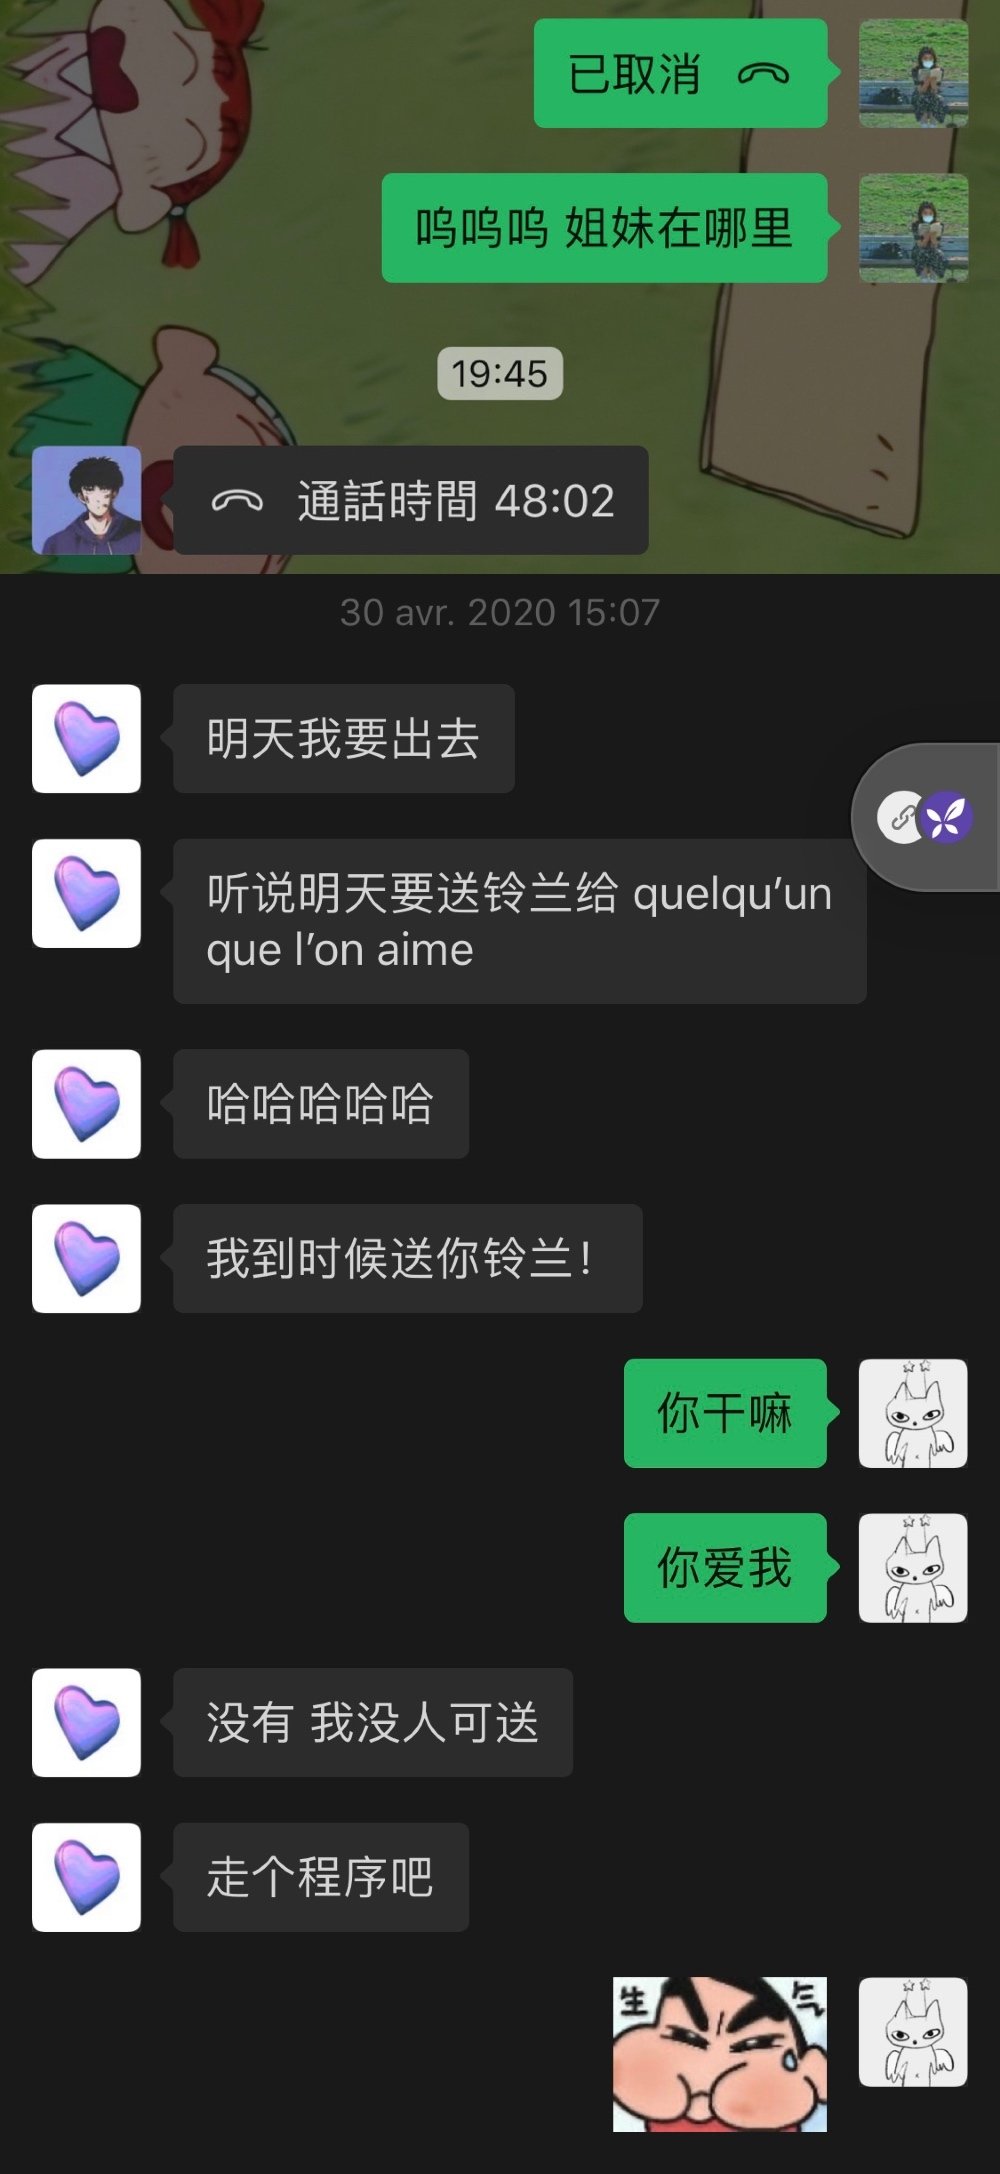 已取消
呜呜呜 姐妹在哪里
19:45
通話時間 48:02
30 avr. 2020 15:07
明天我要出去
听说明天要送铃兰给 quelqu’un
que l’on aime
哈哈哈哈哈
我到时候送你铃兰！
你干嘛
你爱我
没有 我没人可送
走个程序吧
生气